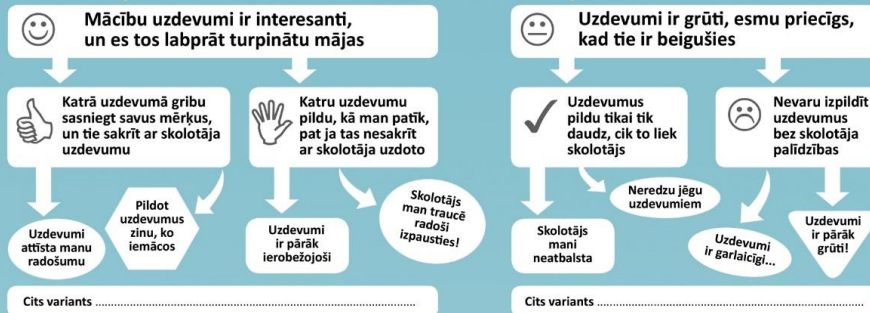 Mācību uzdevumi ir interesanti,
un es tos labprāt turpinātu mājas
Katrā uzdevumā gribu
sasniegt savus mērķus,
un tie sakrīt ar skolotāja
uzdevumu
Katru uzdevumu
pildu, kā man patīk,
pat ja tas nesakrīt
ar skolotāja uzdoto
Uzdevumi
attīsta manu
radošumu
Pildot
uzdevumus
zinu, ko
iemācos
Uzdevumi
ir pārāk
ierobežojoši
Skolotājs
man traucē
radoši
izpausties!
Cits variants ................................................................................
Uzdevumi ir grūti, esmu priecīgs,
kad tie ir beigušies
Uzdevumus
pildu tikai tik
daudz, cik to liek
skolotājs
Nevaru izpildīt
uzdevumus
bez skolotāja
palīdzības
Skolotājs
mani
neatbalsta
Neredzu jēgu
uzdevumiem
Uzdevumi
ir garlaicīgi...
Uzdevumi
ir pārāk
grūti!
Cits variants ....................................................................